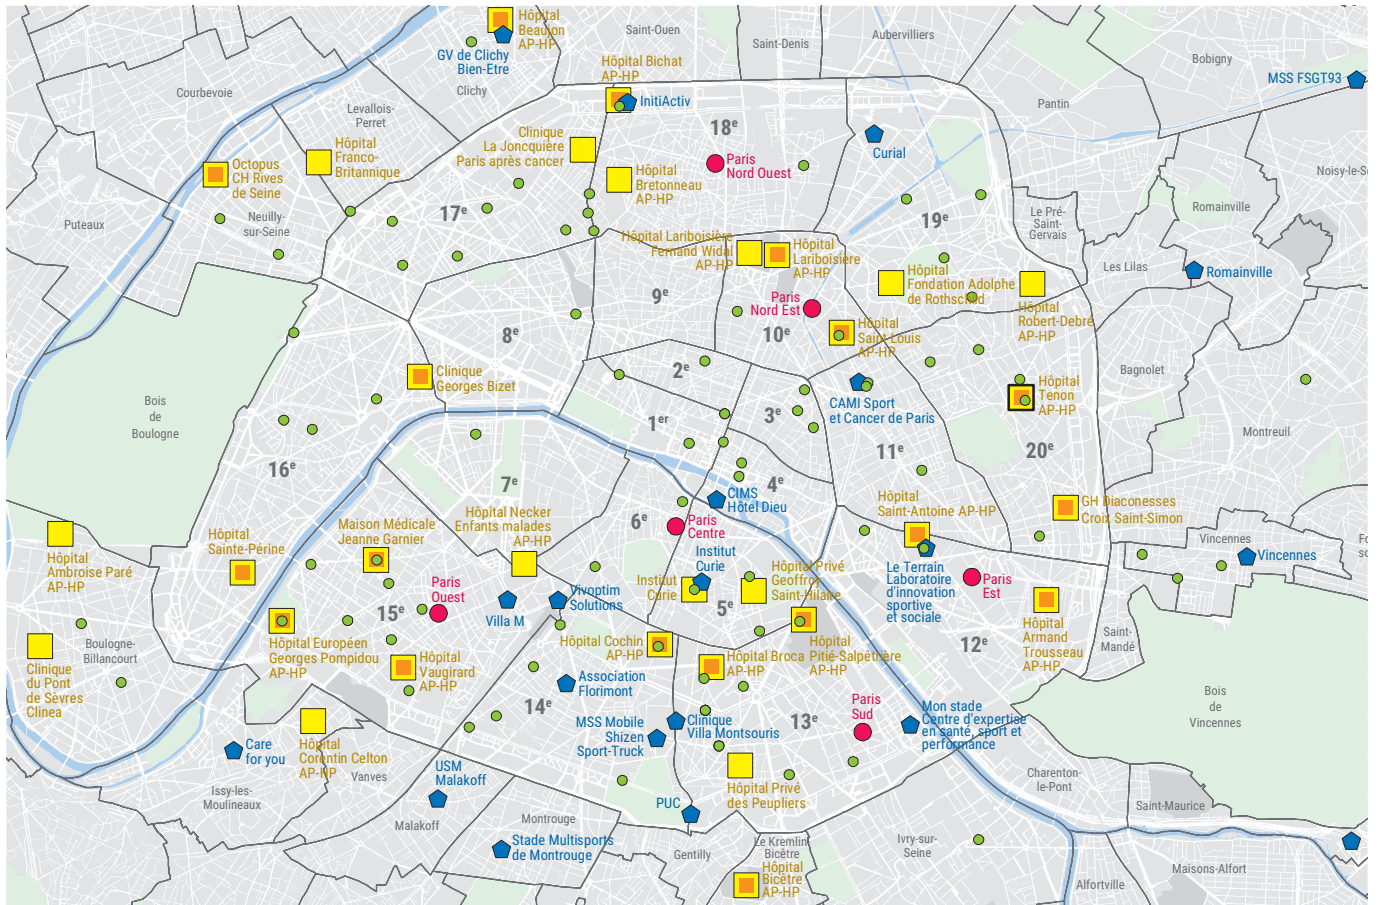 Hôpital
Beaujon
AP-HP
GV de Clichy
Bien-Etre
Clichy
Saint-Ouen
Saint-Denis
Aubervilliers
Bobigny
MSS FSGT93
Pantin
Courbevoie
Levallois-
Perret
Hôpital Bichat
AP-HP
InitiActiv
18e
Curial
Paris
Nord Ouest
Clinique
La Joncquière
Paris après cancer
Hôpital
Bretonneau
AP-HP
Hôpital
Franco-
Britannique
Octopus
CH Rives
de Seine
Puteaux
Neuilly-
sur-Seine
17e
19e
Le Pré-
Saint-
Gervais
Romainville
Les Lilas
Romainville
Hôpital Lariboisière
Fernand Widal
AP-HP
Hôpital
Lariboisière
AP-HP
Hôpital
Fondation Adolphe
de Rothschild
Hôpital
Robert-Debré
AP-HP
Paris
Nord Est
9e
10e
8e
Hôpital
Saint-Louis
AP-HP
Bagnolet
Clinique
Georges Bizet
2e
CAMI Sport
et Cancer de Paris
Hôpital
Tenon
AP-HP
Bois
de
Boulogne
1er
3e
11e
20e
Montreuil
16e
7e
4e
CIMS
Hôtel Dieu
Hôpital
Saint-Antoine AP-HP
GH Diaconesses
Croix Saint-Simon
6e
Paris
Centre
Hôpital Necker
Enfants malades
AP-HP
Maison Médicale
Jeanne Garnier
Hôpital
Sainte-Périne
Hôpital
Ambroise Paré
AP-HP
Vincennes
Vincennes
Institut
Curie
Institut
Curie
Hôpital Privé
Geoffroy
Saint-Hilaire
5e
Le Terrain
Laboratoire
d'innovation
sportive
et sociale
Paris
Est
12e
Hôpital
Armand
Trousseau
AP-HP
Saint-
Mandé
Paris
Ouest
15e
Villa M
Vivoptim
Solutions
Boulogne-
Billancourt
Clinique
du Pont
de Sèvres
Clinea
Hôpital Européen
Georges Pompidou
AP-HP
Hôpital
Vaugirard
AP-HP
Hôpital Cochin
AP-HP
Hôpital Broca
AP-HP
Hôpital
Pitié-Salpêtrière
AP-HP
Association
Florimont
14e
MSS Mobile
Shizen
Sport-Truck
Clinique
Villa Montsouris
13e
Paris
Sud
Mon stade
Centre d'expertise
en santé, sport et
performance
Bois
de
Vincennes
Care
for you
Hôpital
Corentin Celton
AP-HP
Issy-les-
Moulineaux
Vanves
USM
Malakoff
Malakoff
Montrouge
Stade Multisports
de Montrouge
PUC
Hôpital Privé
des Peupliers
Gentilly
Le Kremlin
Bicêtre
Hôpital
Bicêtre
AP-HP
Ivry-sur-
Seine
Charenton-
le-Pont
Saint-Maurice
Maisons-Alfort
Alfortville